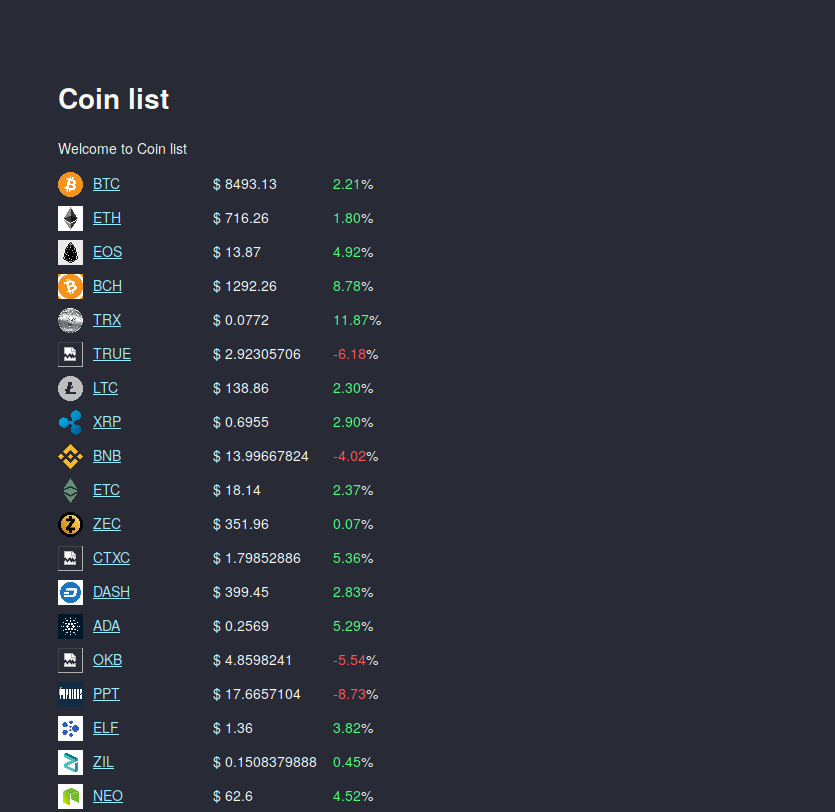 Coin list
Welcome to Coin list
BTC $ 8493.13 2.21%
ETH $ 716.26 1.80%
EOS $ 13.87 4.92%
BCH $ 1292.26 8.78%
TRX $ 0.0772 11.87%
TRUE $ 2.92305706 -6.18%
LTC $ 138.86 2.30%
XRP $ 0.6955 2.90%
BNB $ 13.99667824 -4.02%
ETC $ 18.14 2.37%
ZEC $ 351.96 0.07%
CTXC $ 1.79852886 5.36%
DASH $ 399.45 2.83%
ADA $ 0.2569 5.29%
OKB $ 4.8598241 -5.54%
PPT $ 17.6657104 -8.73%
ELF $ 1.36 3.82%
ZIL $ 0.1508379888 0.45%
NEO $ 62.6 4.52%